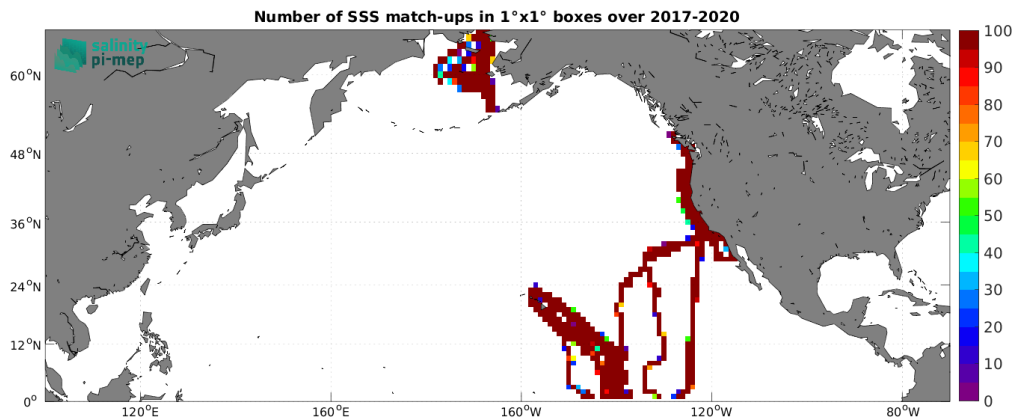 Number of SSS match-ups in 1°x1° boxes over 2017-2020
salinity
pi-mep
60°N
48°N
36°N
24°N
12°N
0°
120°E
160°E
160°W
120°W
80°W
100
90
80
70
60
50
40
30
20
10
0